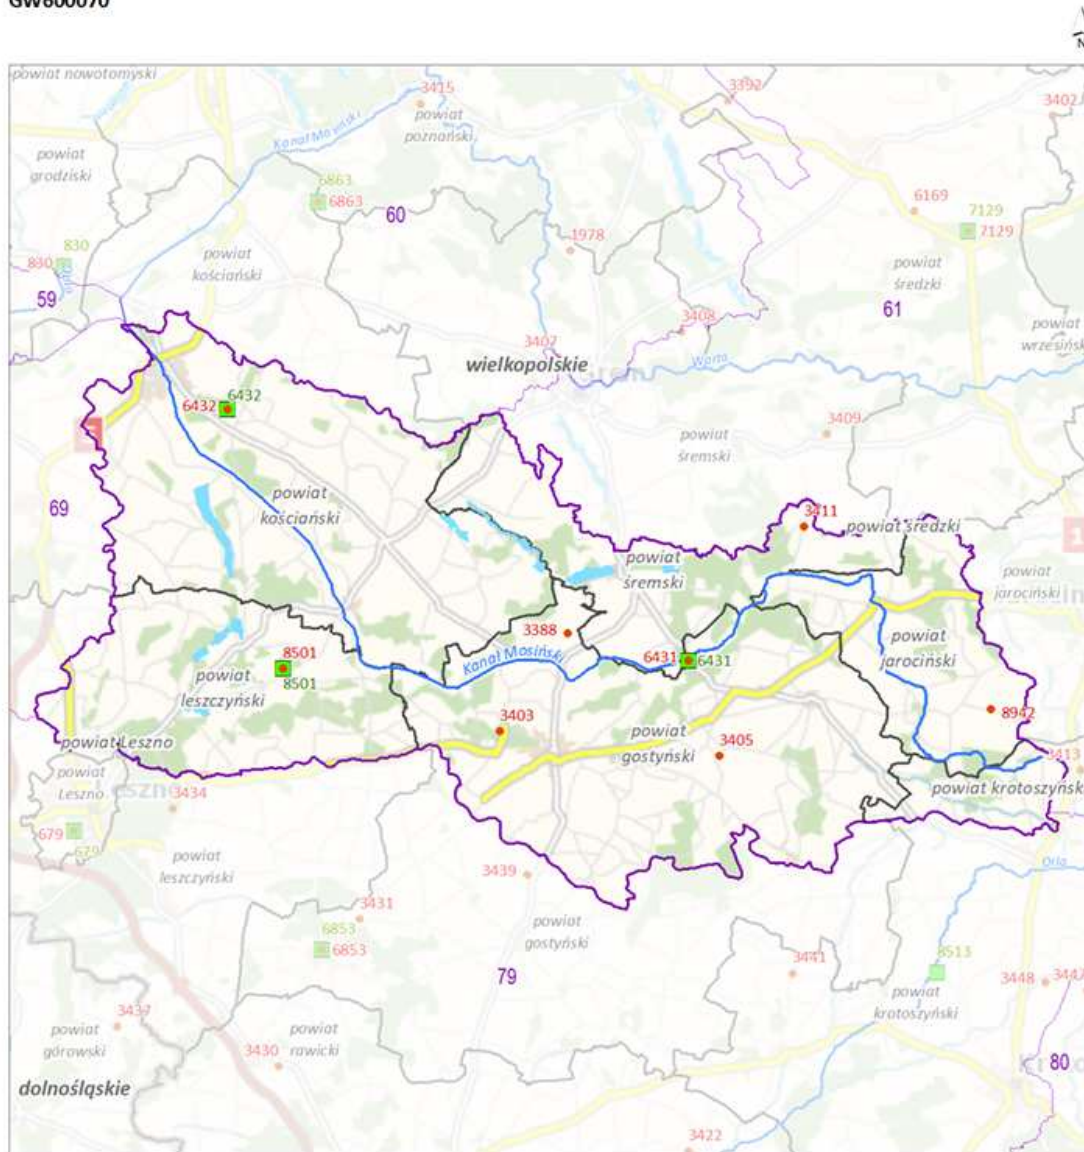 GW600070
powiat nowotomyski
3392
3415
3402
powiat
poznański
Kanał Mosiński
powiat
grodziski
6863
6863
6169
7129
7129
60
1978
830
830
powiat
kościański
powiat
średzki
59
61
3408
powiat
wrzesińsk
3407
wielkopolskie
Warta
6432
6432
3409
powiat
śremski
powiat
kościański
69
3411
powiat średzki
powiat
śremski
powiat
jarociński
3388
powiat
jarociński
Kanał Mosiński
6431
6431
8501
8501
powiat
leszczyński
3403
8942
powiat
gostyński
powiat Leszno
3405
3413
powiat
Leszno
powiat krotoszyńsk
3434
679
679
powiat
leszczyński
Orla
3439
3431
powiat
gostyński
6853
6853
8513
3441
79
3448
3447
powiat
krotoszyński
3437
powiat
górowski
powiat
rawicki
3430
80
dolnośląskie
3422